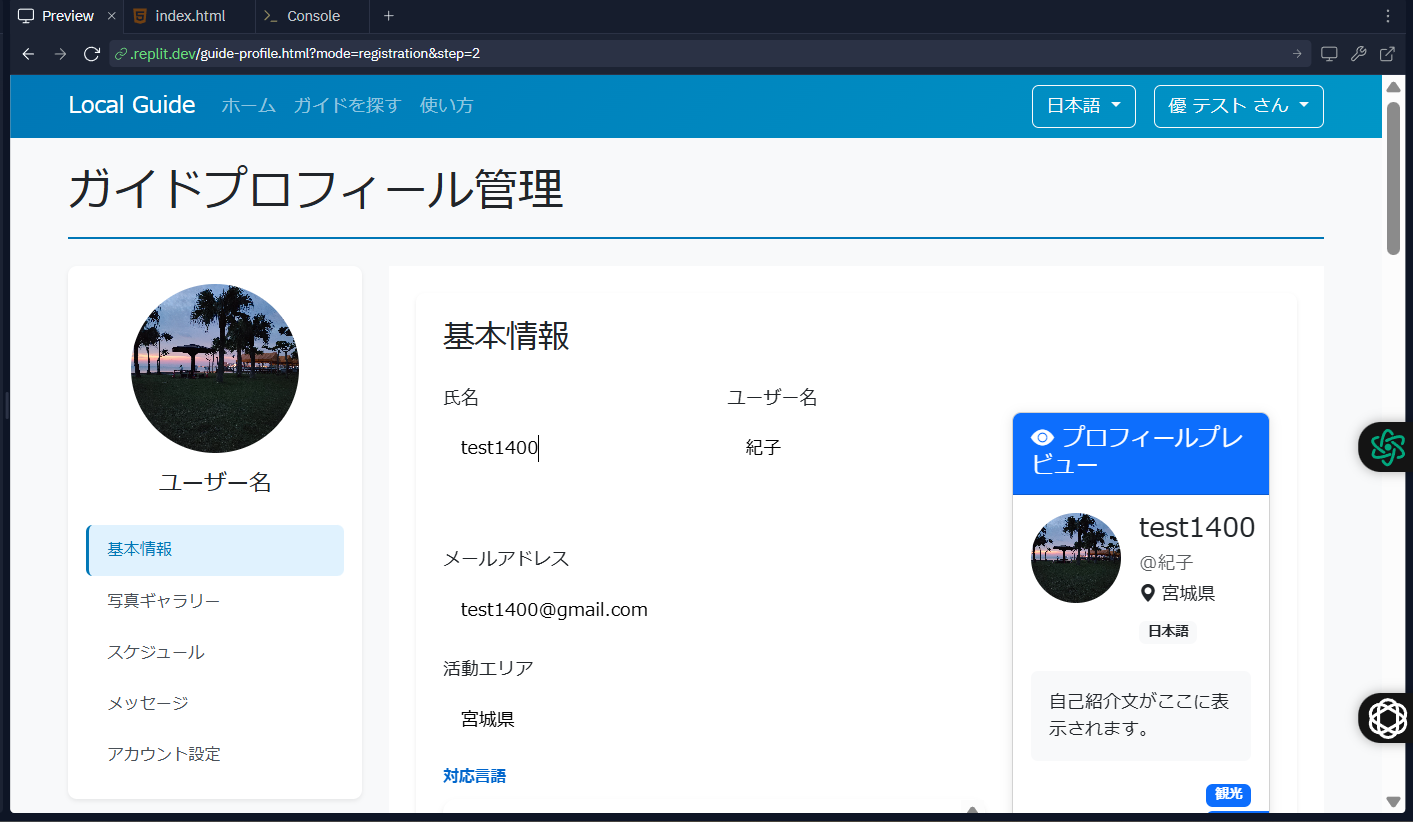 Preview
index.html
Console
.replit.dev/guide-profile.html?mode=registration&step=2
Local Guide
ホーム
ガイドを探す
使い方
日本語
優 テスト さん
ガイドプロフィール管理
ユーザー名
基本情報
写真ギャラリー
スケジュール
メッセージ
アカウント設定
基本情報
氏名
ユーザー名
test1400
紀子
メールアドレス
test1400@gmail.com
活動エリア
宮城県
対応言語
プロフィールプレ
ビュー
test1400
@紀子
宮城県
日本語
自己紹介文がここに表
示されます。
観光